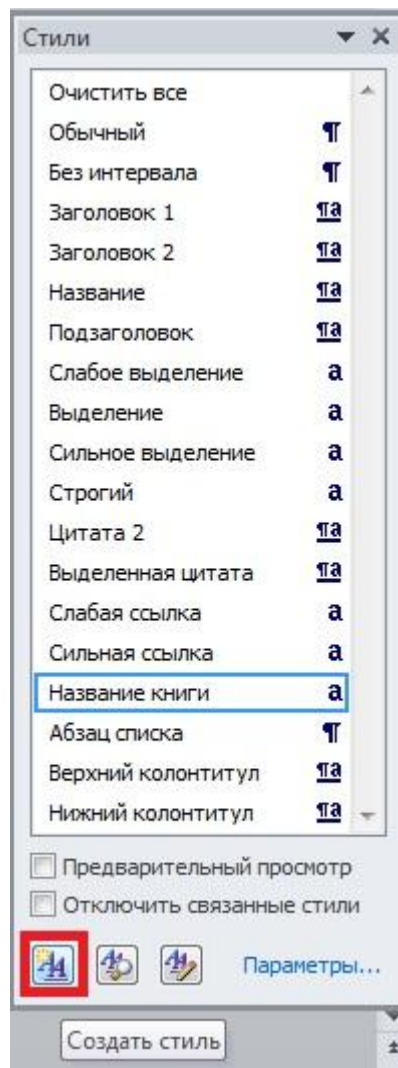 Стили
Очистить все
Обычный ¶
Без интервала ¶
Заголовок 1 ¶a
Заголовок 2 ¶a
Название ¶a
Подзаголовок ¶a
Слабое выделение a
Выделение a
Сильное выделение a
Строгий a
Цитата 2 ¶a
Выделенная цитата ¶a
Слабая ссылка a
Сильная ссылка a
Название книги a
Абзац списка ¶
Верхний колонтитул ¶a
Нижний колонтитул ¶a
Предварительный просмотр
Отключить связанные стили
Параметры...
Создать стиль